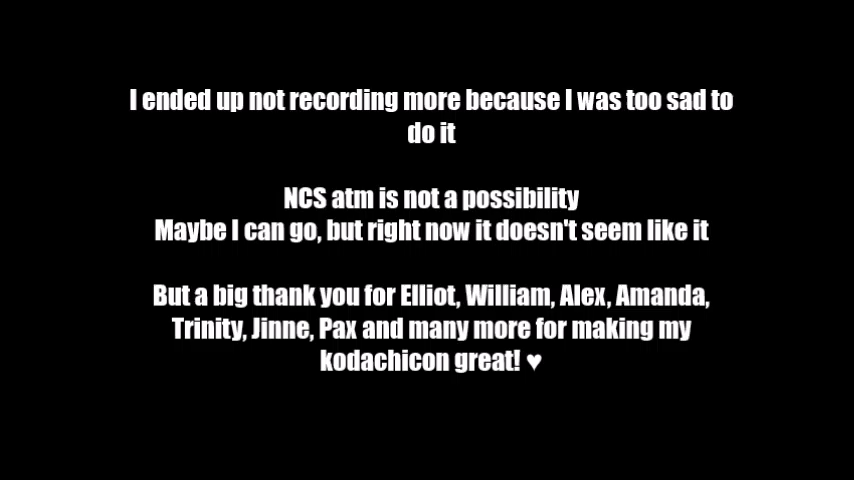 I ended up not recording more because I was too sad to
do it
NCS atm is not a possibility
Maybe I can go, but right now it doesn't seem like it
But a big thank you for Elliot, William, Alex, Amanda,
Trinity, Jinne, Pax and many more for making my
kodachicon great! ♥